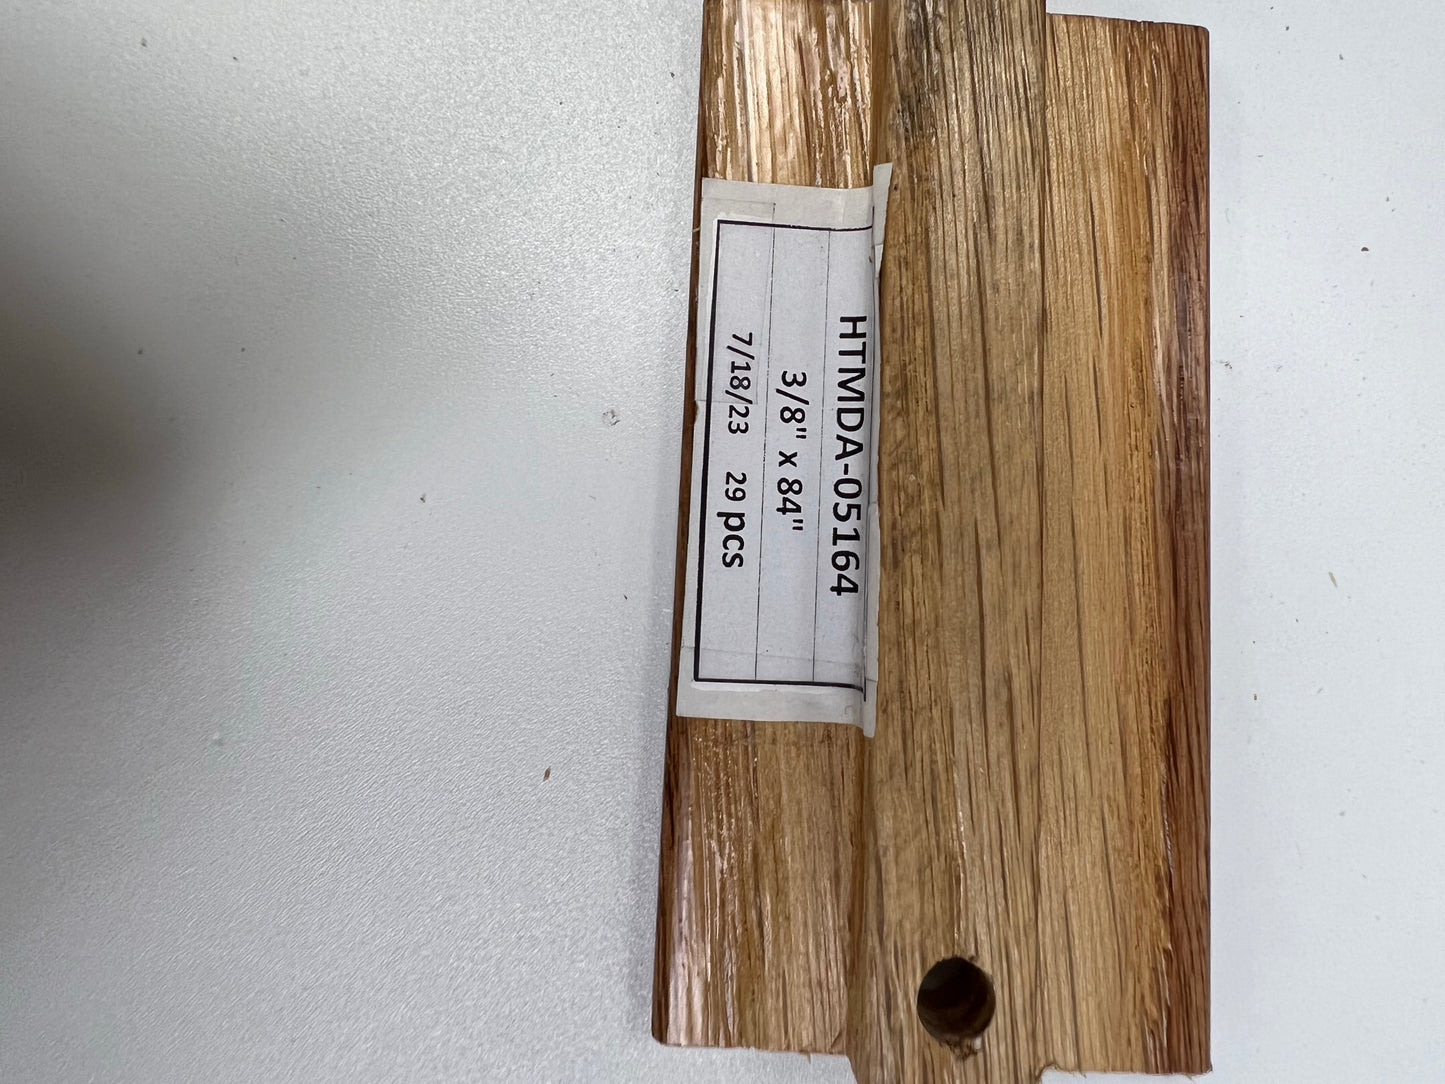 HTMDA-05164
3/8" x 84"
7/18/23 29 pcs